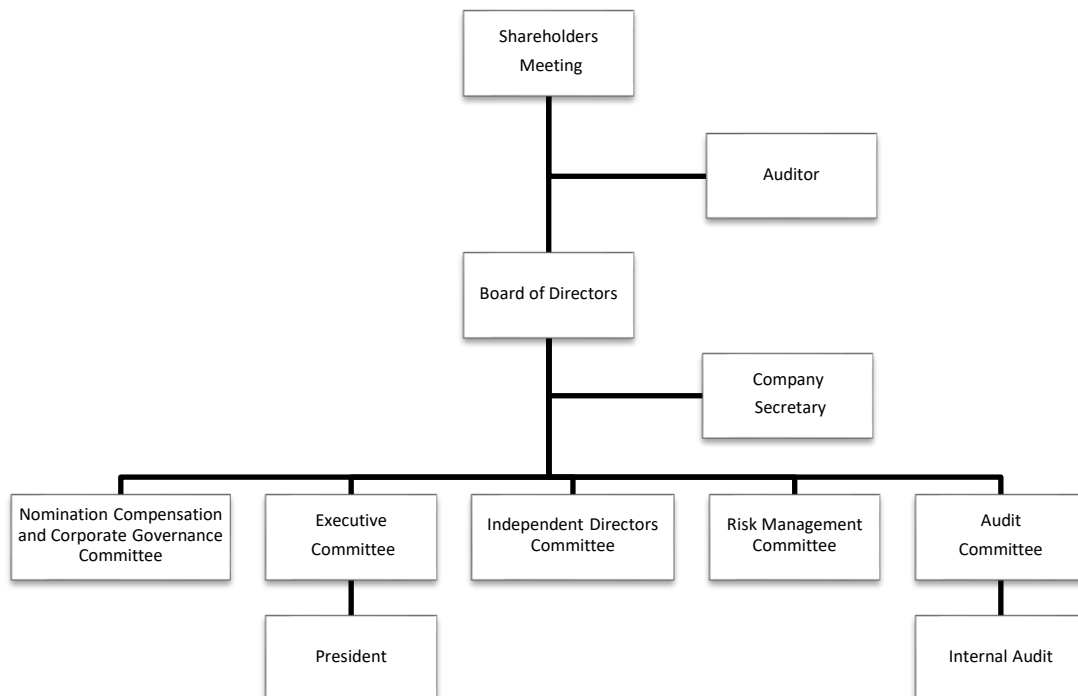 Shareholders
Meeting
Auditor
Board of Directors
Company
Secretary
Nomination Compensation
and Corporate Governance
Committee
Executive
Committee
Independent Directors
Committee
Risk Management
Committee
Audit
Committee
President
Internal Audit